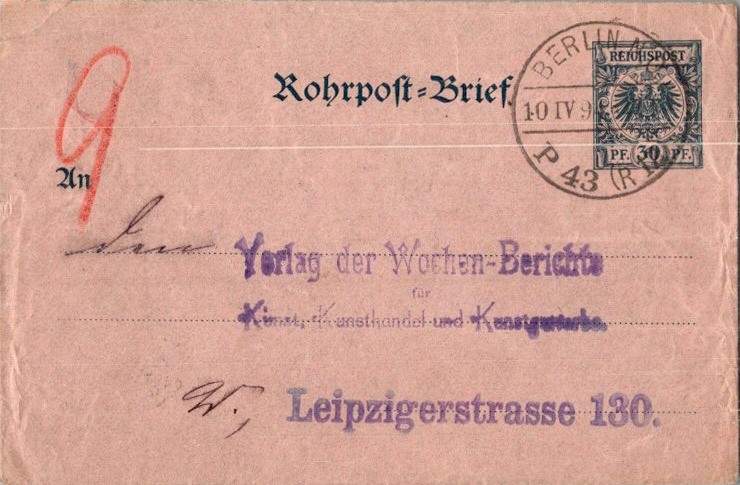 9
Rohrpost-Brief.
BERLIN
10 IV 9
P 43 (R
REICHSPOST
PF. 30 PF.
An
den Verlag der Wochen-Berichte
für
Kunst, Kunsthandel und Kunstgewerbe.
W., Leipzigerstrasse 130.